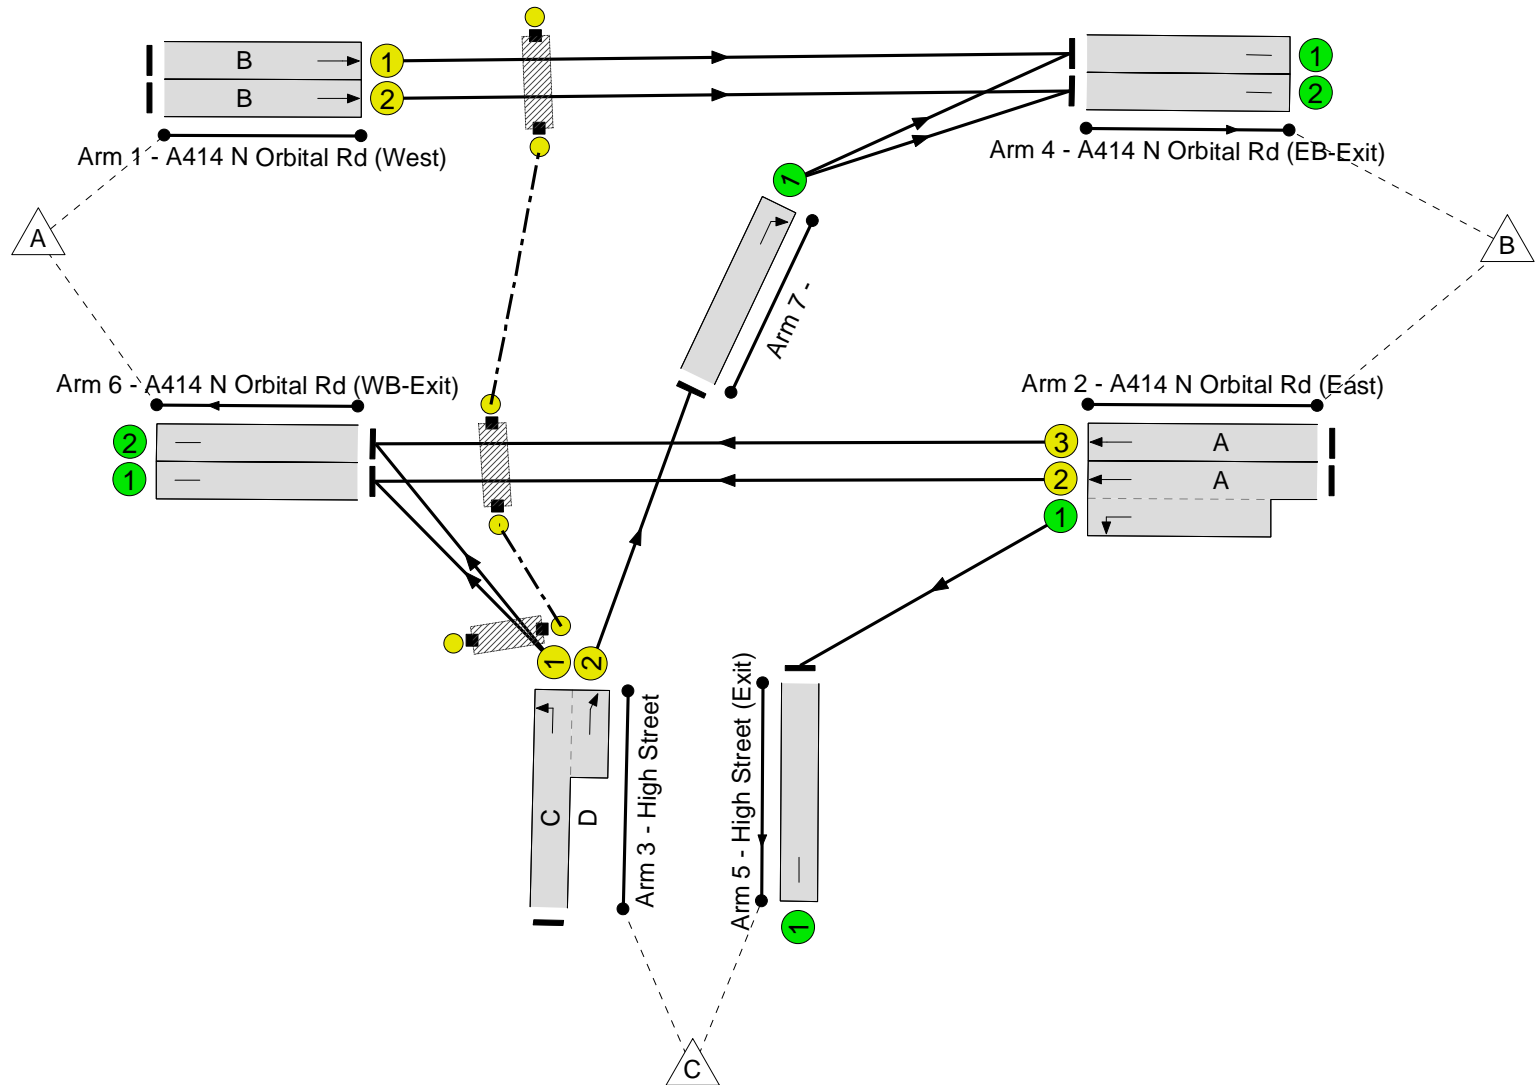 B
1
B
2
Arm 1 - A414 N Orbital Rd (West)
1
2
Arm 4 - A414 N Orbital Rd (EB-Exit)
1
Arm 7 -
A
B
Arm 6 - A414 N Orbital Rd (WB-Exit)
2
1
Arm 2 - A414 N Orbital Rd (East)
3
A
2
A
1
1
2
C
D
Arm 3 - High Street
Arm 5 - High Street (Exit)
1
C